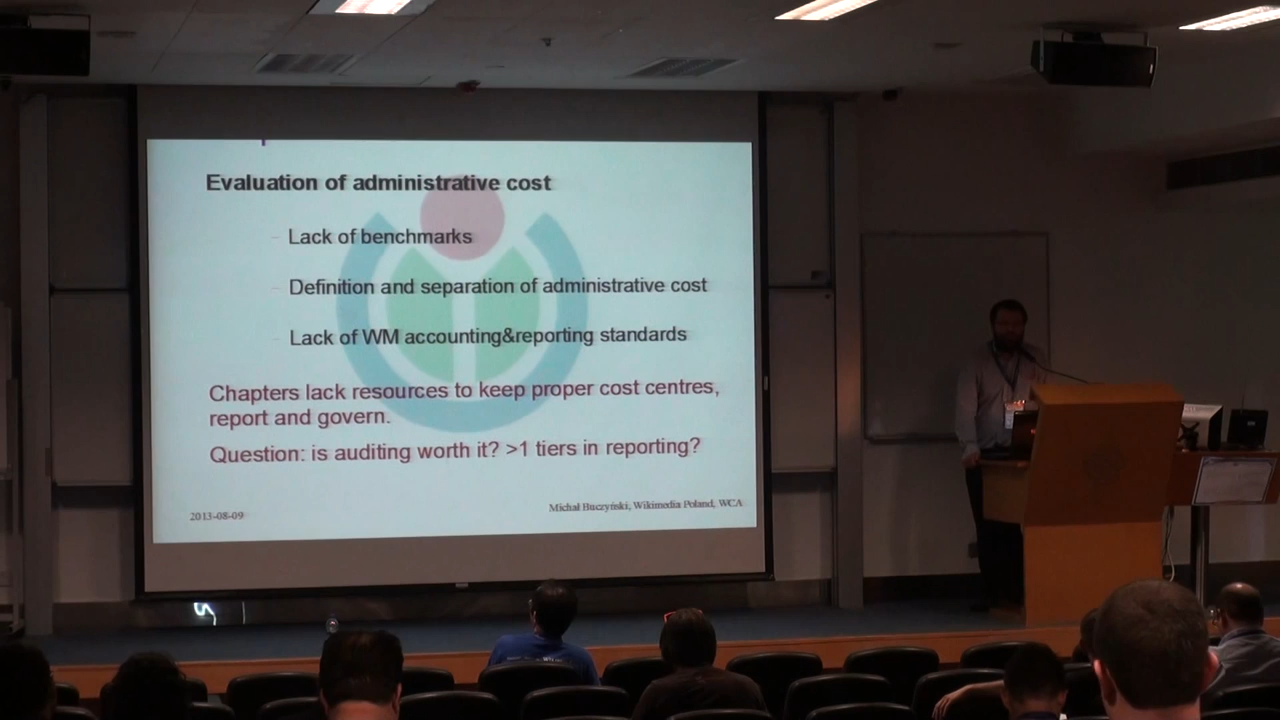 Evaluation of administrative cost
- Lack of benchmarks
- Definition and separation of administrative cost
- Lack of WM accounting&reporting standards
Chapters lack resources to keep proper cost centres,
report and govern.
Question: is auditing worth it? >1 tiers in reporting?
2013-08-09
Michał Buczyński, Wikimedia Poland, WCA